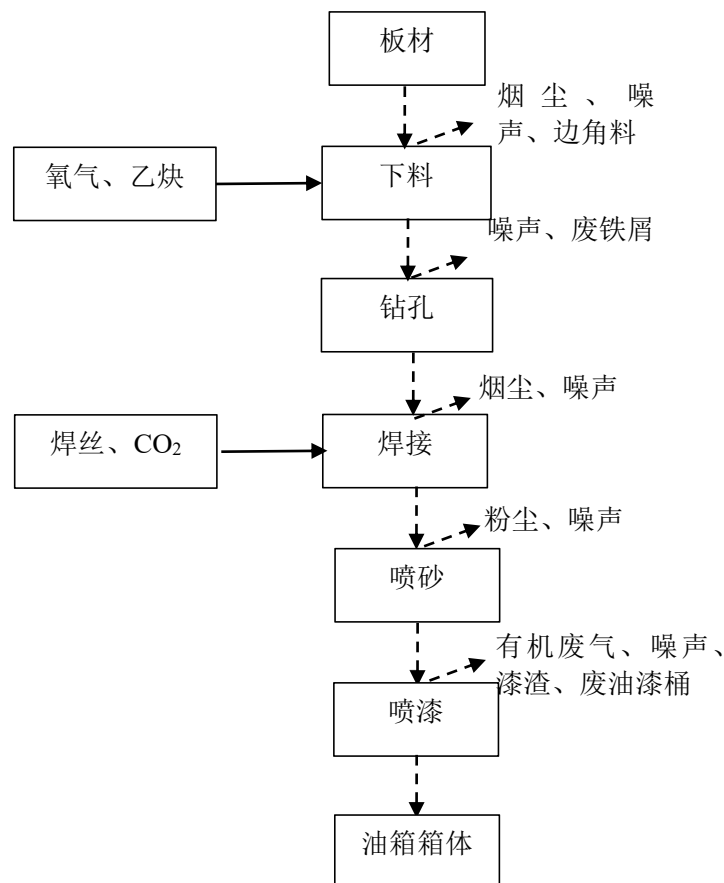 板材
烟 尘 、 噪
声、边角料
氧气、乙炔
下料
噪声、废铁屑
钻孔
烟尘、噪声
焊丝、CO₂
焊接
粉尘、噪声
喷砂
有机废气、噪声、
漆渣、废油漆桶
喷漆
油箱箱体